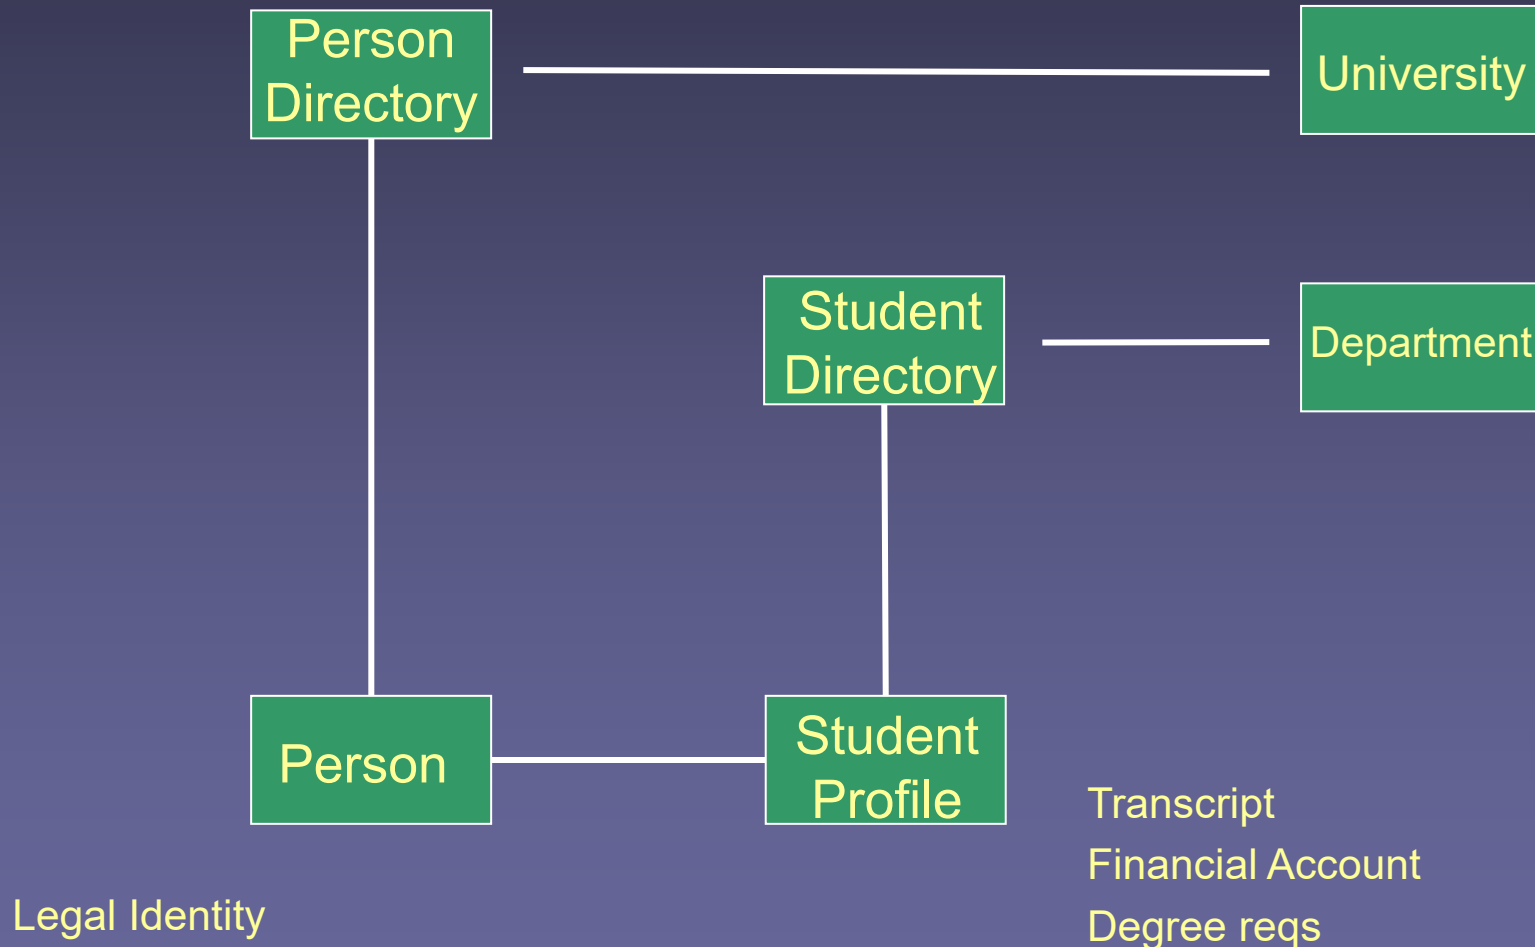 Person
Directory
University
Student
Directory
Department
Person
Student
Profile
Transcript
Financial Account
Degree reqs
Legal Identity